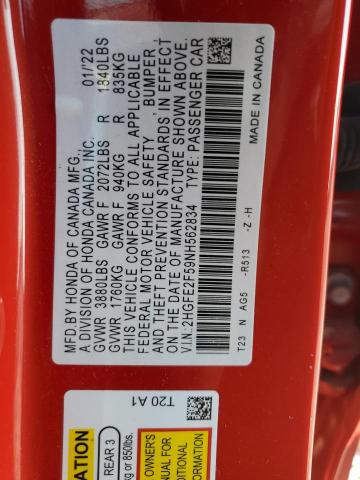 MFD.BY HONDA OF CANADA MFG.,
A DIVISION OF HONDA CANADA INC. 01/'22
GVWR 3880LBS GAWR F 2072LBS R 1840LBS
GVWR 1760KG GAWR F 940KG R 835KG
THIS VEHICLE CONFORMS TO ALL APPLICABLE
FEDERAL MOTOR VEHICLE SAFETY BUMPER
AND THEFT PREVENTION STANDARDS IN EFFECT
ON THE DATE OF MANUFACTURE SHOWN ABOVE.
V.I.N.:2HGFE2F59NH562834 TYPE: PASSENGER CAR
T23 N AG5 -R513 -Z -H
MADE IN CANADA
T20 A1
REAR 3
OWNER'S